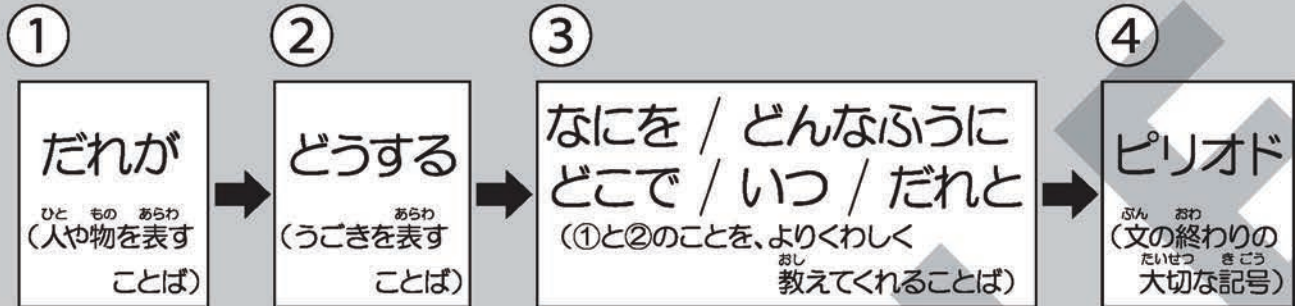 ①
だれが
(人や物を表す
ことば)
②
どうする
(うごきを表す
ことば)
③
なにを / どんなふうに
どこで / いつ / だれと
(①と②のことを、よりくわしく
教えてくれることば)
④
ピリオド
(文の終わりの
大切な記号)